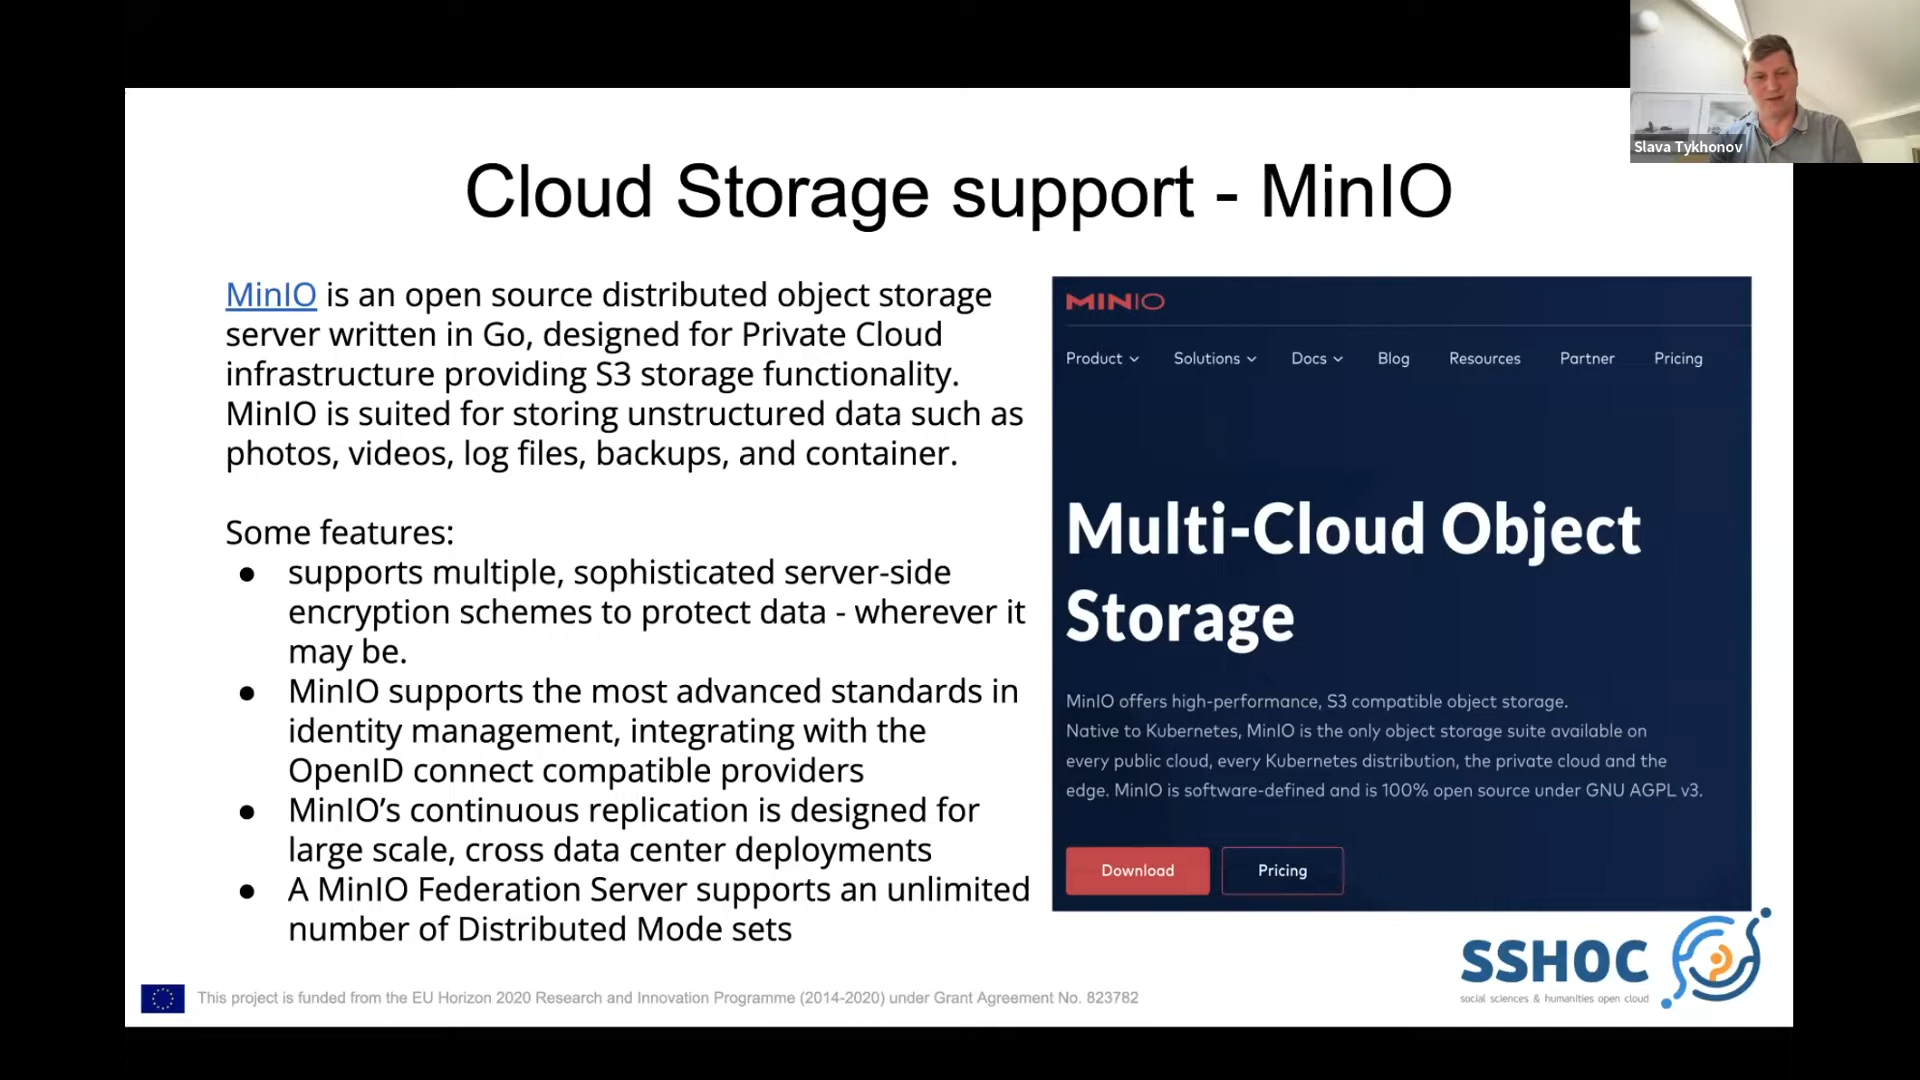 Slava Tykhonov
Cloud Storage support - MinIO
MinIO is an open source distributed object storage
server written in Go, designed for Private Cloud
infrastructure providing S3 storage functionality.
MinIO is suited for storing unstructured data such as
photos, videos, log files, backups, and container.
Some features:
● supports multiple, sophisticated server-side
encryption schemes to protect data - wherever it
may be.
● MinIO supports the most advanced standards in
identity management, integrating with the
OpenID connect compatible providers
● MinIO’s continuous replication is designed for
large scale, cross data center deployments
● A MinIO Federation Server supports an unlimited
number of Distributed Mode sets
MINIO
Product Solutions Docs Blog Resources Partner Pricing
Multi-Cloud Object
Storage
MinIO offers high-performance, S3 compatible object storage.
Native to Kubernetes, MinIO is the only object storage suite available on
every public cloud, every Kubernetes distribution, the private cloud and the
edge. MinIO is software-defined and is 100% open source under GNU AGPL v3.
Download Pricing
SSHOC
social sciences & humanities open cloud
This project is funded from the EU Horizon 2020 Research and Innovation Programme (2014-2020) under Grant Agreement No. 823782